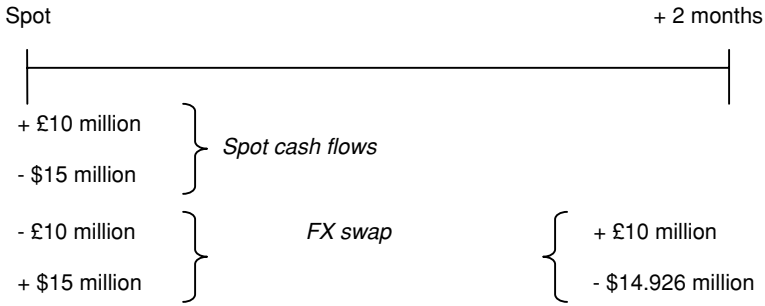 Spot + 2 months
+ £10 million
Spot cash flows
- $15 million
- £10 million FX swap + £10 million
+ $15 million - $14.926 million